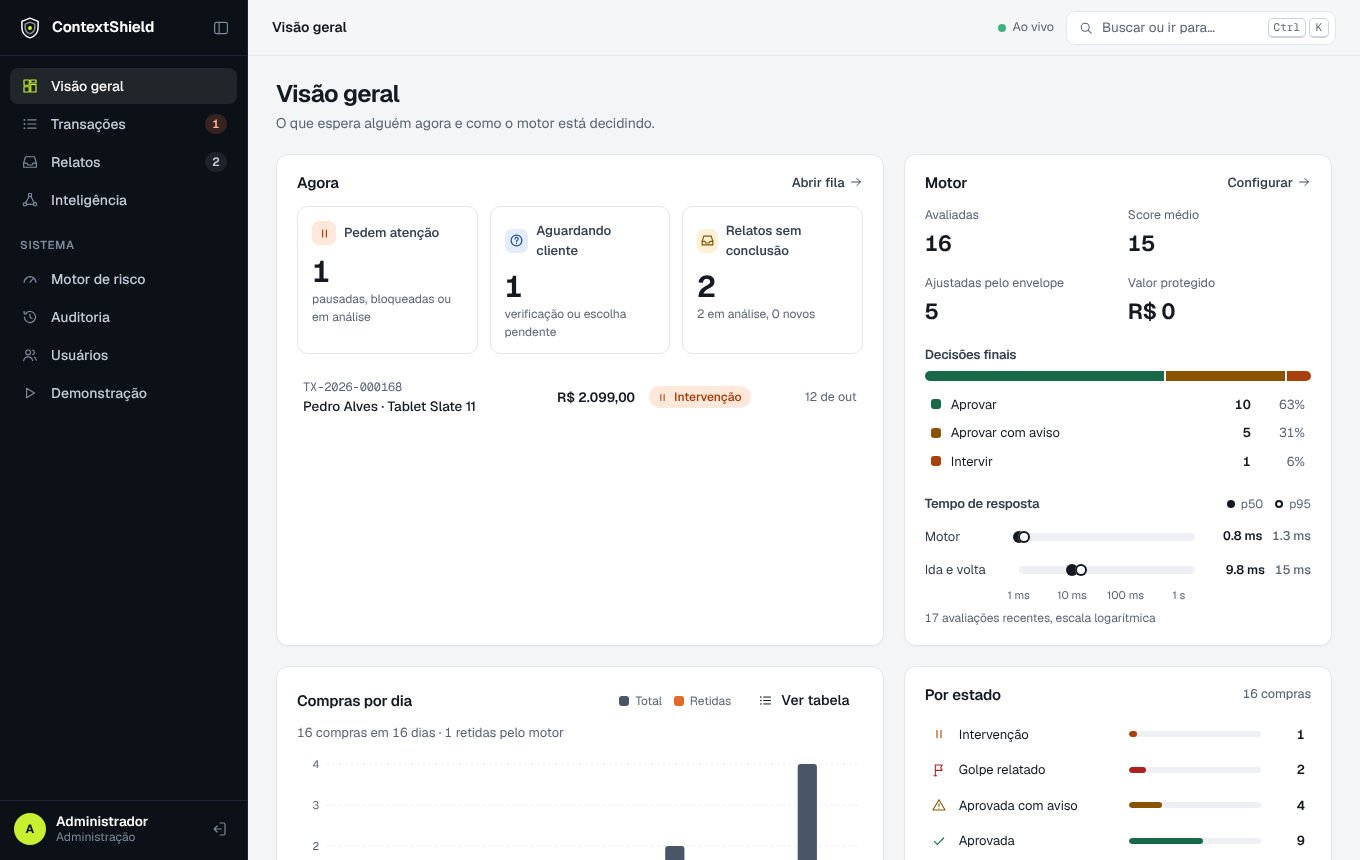 ContextShield
Visão geral
Transações 1
Relatos 2
Inteligência
SISTEMA
Motor de risco
Auditoria
Usuários
Demonstração
A
Administrador
Administração
Visão geral
Ao vivo
Buscar ou ir para...
Ctrl K
Visão geral
O que espera alguém agora e como o motor está decidindo.
Agora
Abrir fila →
Pedem atenção
1
pausadas, bloqueadas ou
em análise
Aguardando
cliente
1
verificação ou escolha
pendente
Relatos sem
conclusão
2
2 em análise, 0 novos
TX-2026-000168
Pedro Alves · Tablet Slate 11
R$ 2.099,00
Intervenção
12 de out
Motor
Configurar →
Avaliadas
16
Score médio
15
Ajustadas pelo envelope
5
Valor protegido
R$ 0
Decisões finais
Aprovar 10 63%
Aprovar com aviso 5 31%
Intervir 1 6%
Tempo de resposta
p50 p95
Motor 0.8 ms 1.3 ms
Ida e volta 9.8 ms 15 ms
1 ms 10 ms 100 ms 1 s
17 avaliações recentes, escala logarítmica
Compras por dia
Total Retidas
Ver tabela
16 compras em 16 dias · 1 retidas pelo motor
4
3
2
Por estado
16 compras
Intervenção 1
Golpe relatado 2
Aprovada com aviso 4
Aprovada 9